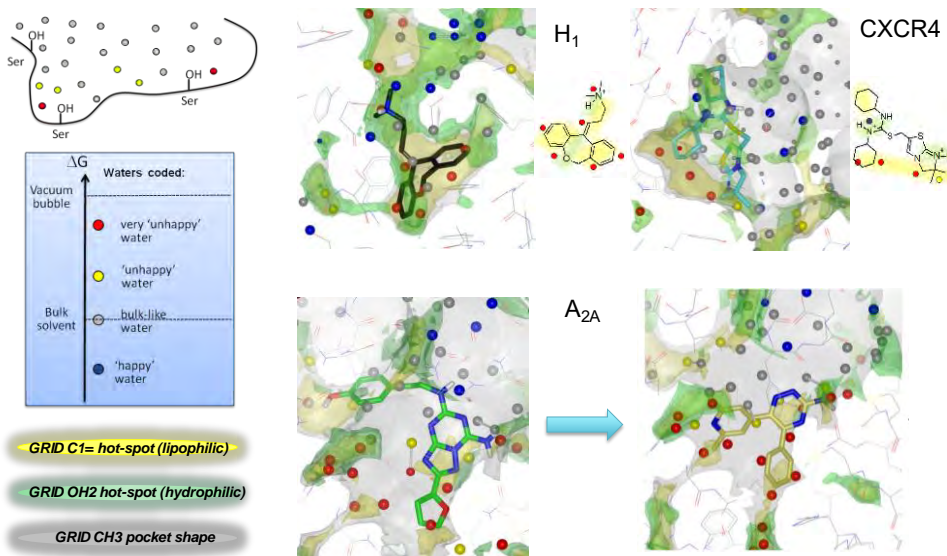 OH
Ser
OH
Ser
OH
Ser
ΔG
Waters coded:
Vacuum
bubble
very ‘unhappy’
water
‘unhappy’
water
Bulk
solvent
bulk-like
water
‘happy’
water
GRID C1= hot-spot (lipophilic)
GRID OH2 hot-spot (hydrophilic)
GRID CH3 pocket shape
H1
N
H
O
CXCR4
NH
H
N
S
S
N
N
A2A